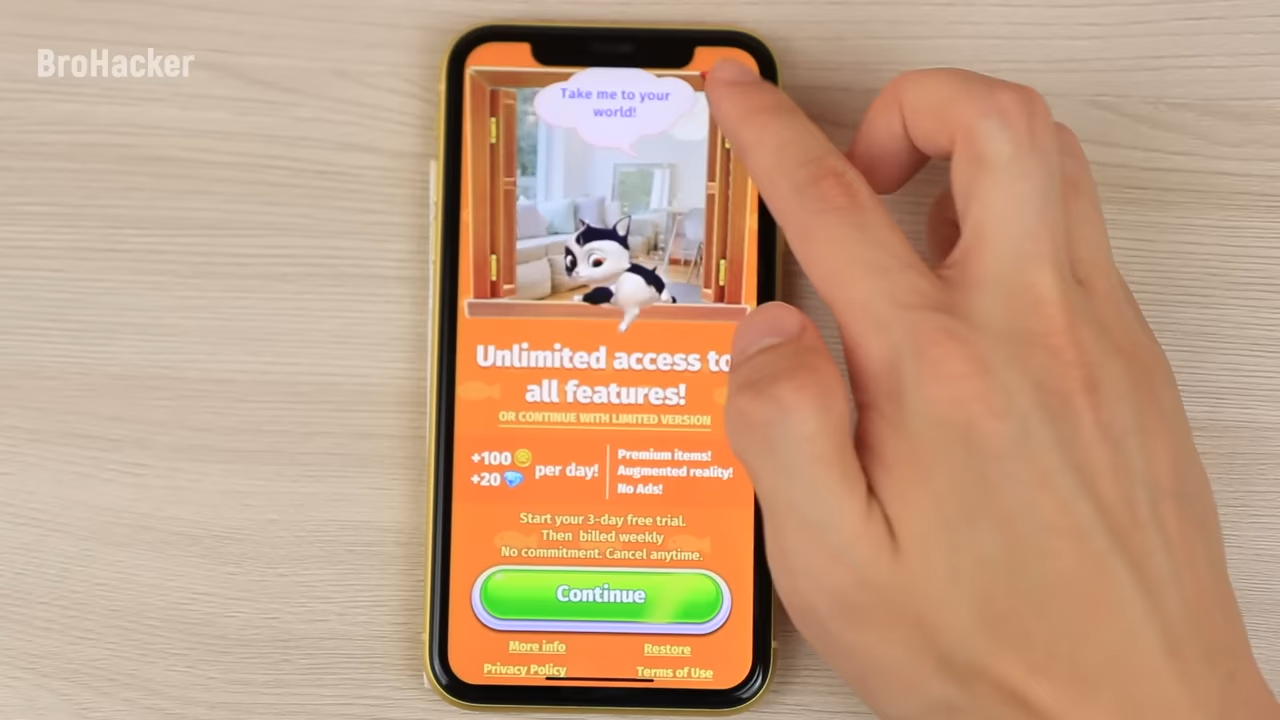 BroHacker
Take me to your
world!
Unlimited access to
all features!
OR CONTINUE WITH LIMITED VERSION
+100 per day!
+20
Premium items!
Augmented reality!
No Ads!
Start your 3-day free trial.
Then billed weekly
No commitment. Cancel anytime.
Continue
More info
Restore
Privacy Policy
Terms of Use